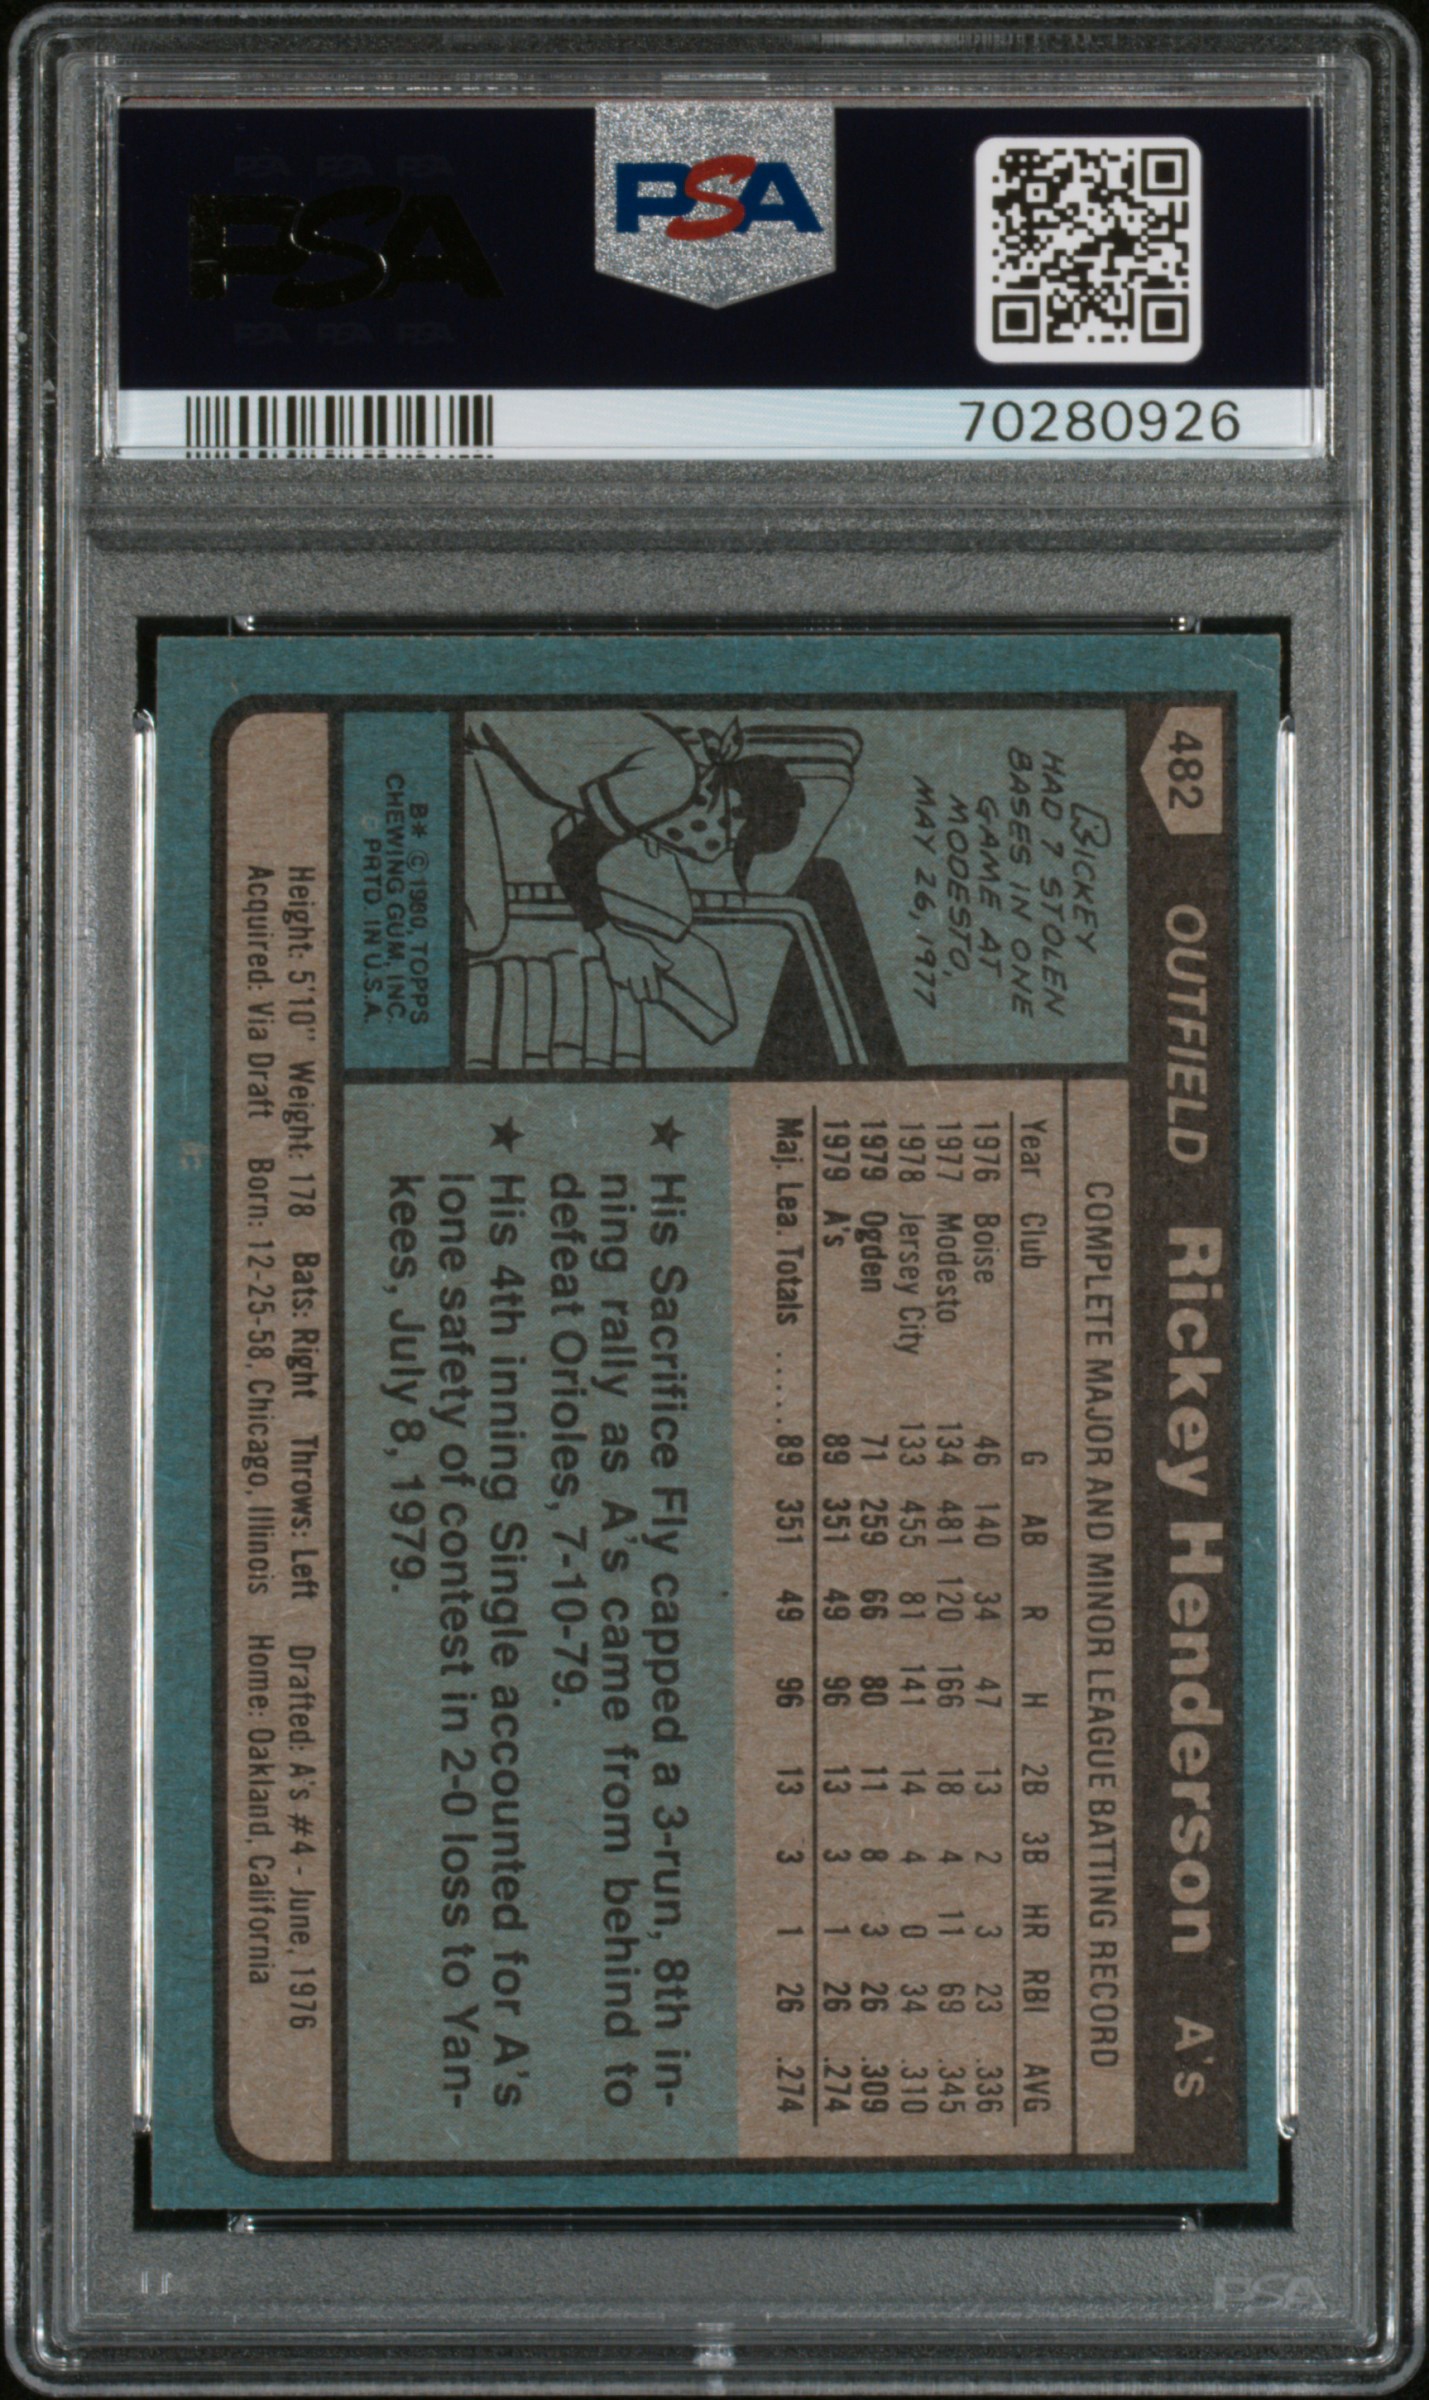 PSA PSA PSA
PSA
PSA PSA PSA
PSA
70280926
482 OUTFIELD Rickey Henderson A's
RICKEY
HAD 7 STOLEN
BASES IN ONE
GAME AT
MODESTO,
MAY 26, 1977
B* © 1980, TOPPS
CHEWING GUM, INC.
PRTD. IN U.S.A.
COMPLETE MAJOR AND MINOR LEAGUE BATTING RECORD
Year Club G AB R H 2B 3B HR RBI AVG
1976 Boise 46 140 34 47 13 2 3 23 .336
1977 Modesto 134 481 120 166 18 4 11 69 .345
1978 Jersey City 133 455 81 141 14 4 0 34 .310
1979 Ogden 71 259 66 80 11 8 3 26 .309
1979 A's 89 351 49 96 13 3 1 26 .274
Maj. Lea. Totals ..... 89 351 49 96 13 3 1 26 .274
★ His Sacrifice Fly capped a 3-run, 8th in-
ning rally as A's came from behind to
defeat Orioles, 7-10-79.
★ His 4th inning Single accounted for A's
lone safety of contest in 2-0 loss to Yan-
kees, July 8, 1979.
Height: 5'10" Weight: 178 Bats: Right Throws: Left Drafted: A's #4 - June, 1976
Acquired: Via Draft Born: 12-25-58, Chicago, Illinois Home: Oakland, California
PSA